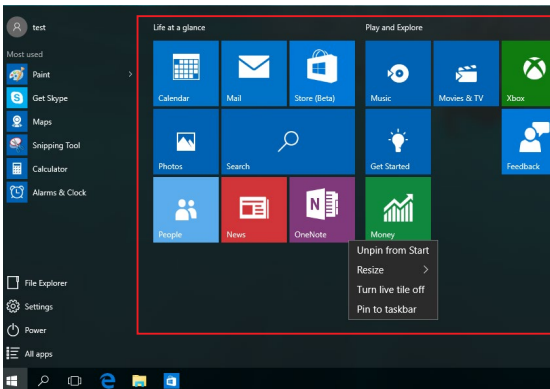 test
Most used
Paint
Get Skype
Maps
Snipping Tool
Calculator
Alarms & Clock
File Explorer
Settings
Power
All apps
Life at a glance
Calendar
Mail
Store (Beta)
Photos
Search
People
News
OneNote
Play and Explore
Music
Movies & TV
Xbox
Get Started
Feedback
Money
Unpin from Start
Resize
Turn live tile off
Pin to taskbar